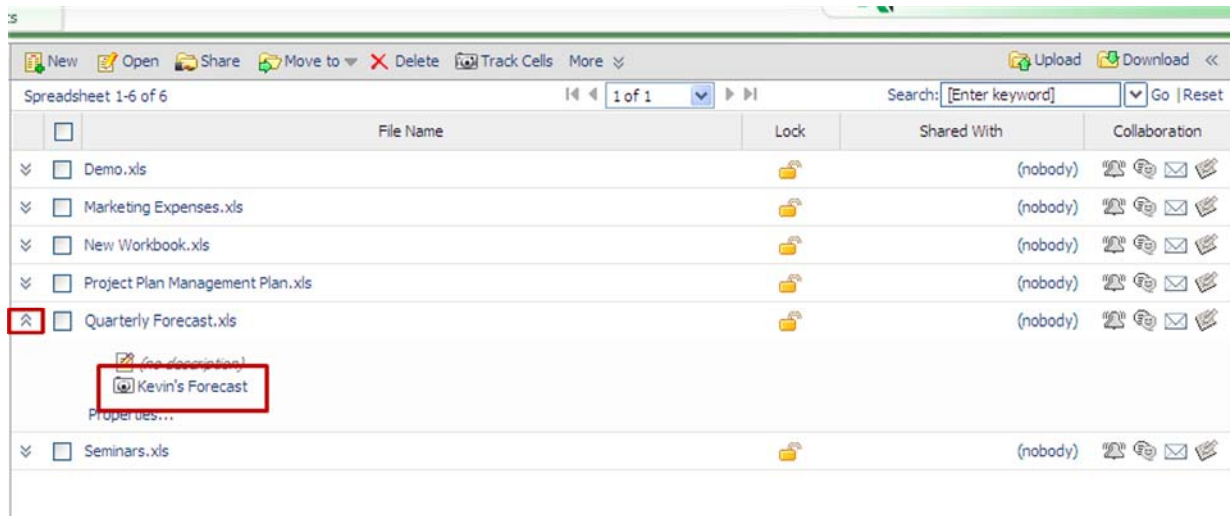 cs
New Open Share Move to Delete Track Cells More Upload Download
Spreadsheet 1-6 of 6 1 of 1 Search: [Enter keyword] Go | Reset
File Name Lock Shared With Collaboration
Demo.xls (nobody)
Marketing Expenses.xls (nobody)
New Workbook.xls (nobody)
Project Plan Management Plan.xls (nobody)
Quarterly Forecast.xls (nobody)
(no description)
Kevin's Forecast
Properties...
Seminars.xls (nobody)